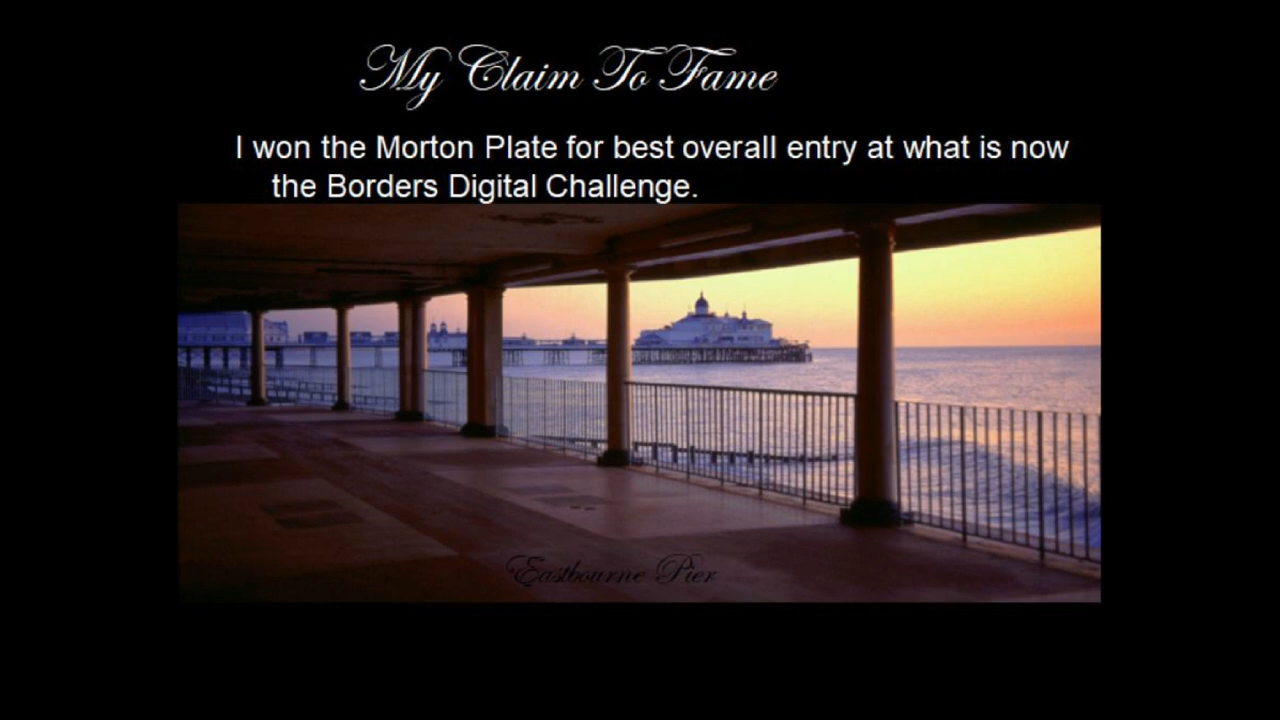 My Claim To Fame
I won the Morton Plate for best overall entry at what is now
the Borders Digital Challenge.
Eastbourne Pier